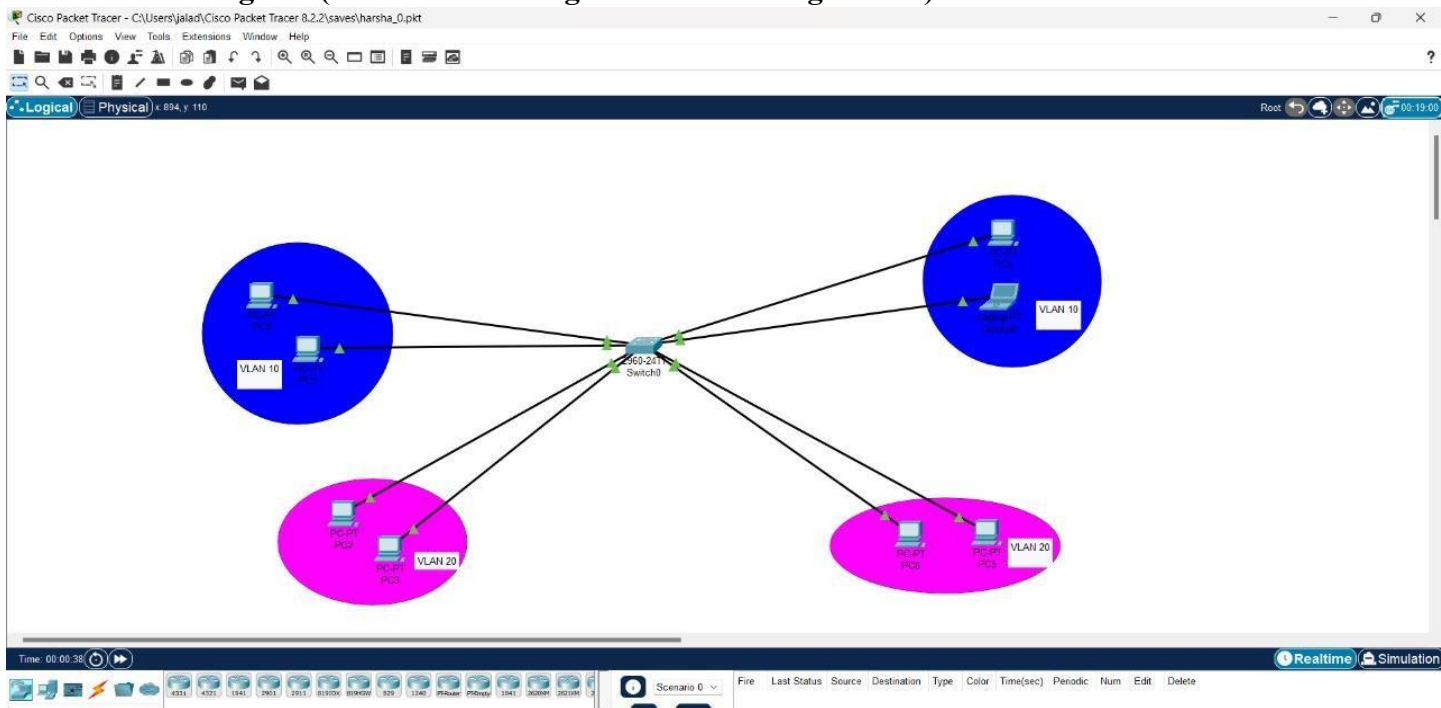 Cisco Packet Tracer - C:\Users\jalad\Cisco Packet Tracer 8.2.2\saves\harsha_0.pkt
File Edit Options View Tools Extensions Window Help
?
Logical Physical x: 894, y: 110
Root 00:19:00
PC-PT
VLAN 10
VLAN 10
2960-24TT
Switch0
PC-PT
PC2
PC-PT
PC3
VLAN 20
PC-PT
PC6
PC-PT
PC5
VLAN 20
Time: 00:00:38
Realtime Simulation
4331 4321 1941 2901 2911 819IOX 819HGW 829 1240 PT-Router PT-Empty 1841 2620XM 2621XM
Scenario 0
Fire Last Status Source Destination Type Color Time(sec) Periodic Num Edit Delete